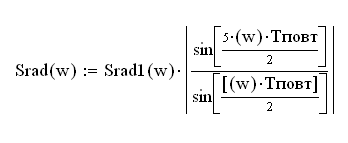 Srad(w) := Srad1(w) · | sin[ 5·(w)·Tповт / 2 ] / sin[ [(w)·Tповт] / 2 ] |